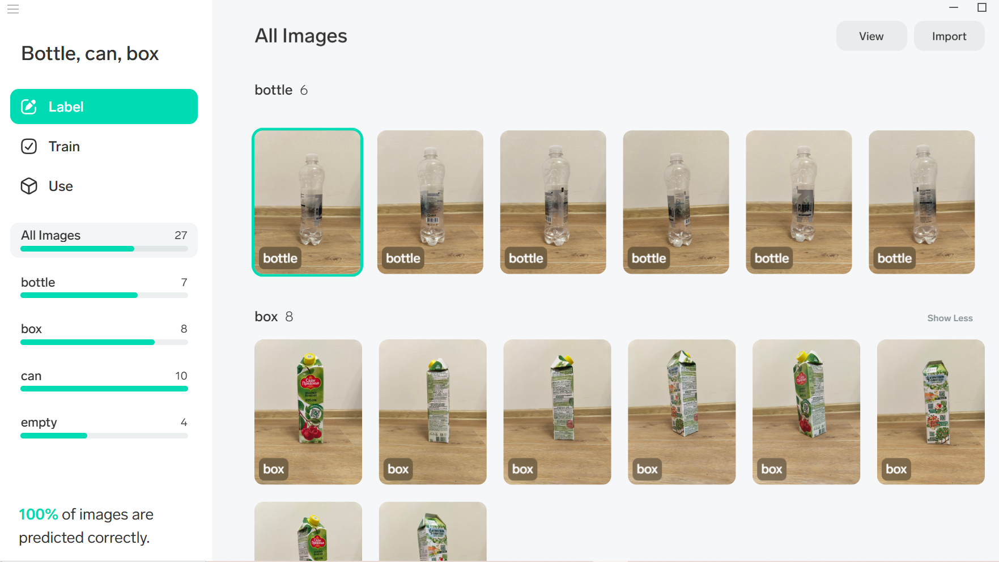 Bottle, can, box
Label
Train
Use
All Images 27
bottle 7
box 8
can 10
empty 4
100% of images are
predicted correctly.
All Images
View
Import
bottle 6
bottle
bottle
bottle
bottle
bottle
bottle
box 8
Show Less
Сады
Придонья
box
box
box
box
box
box